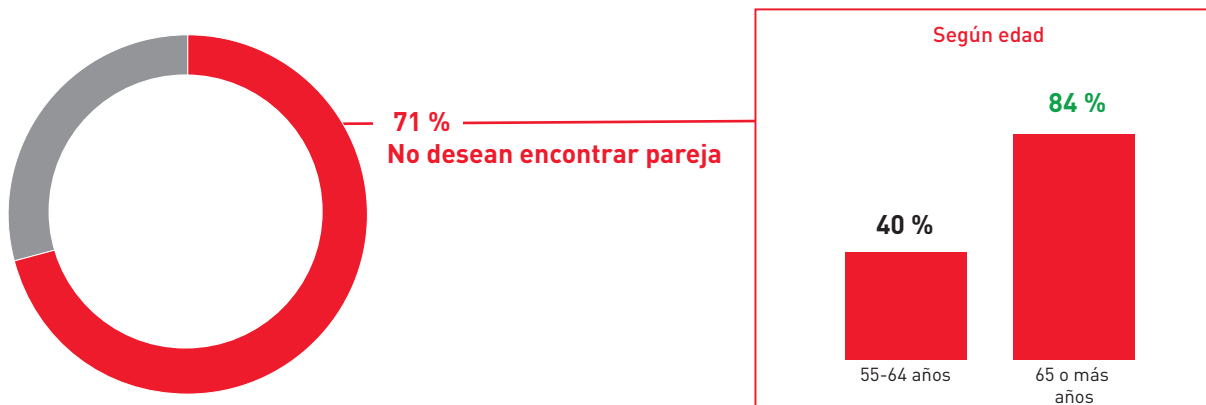 71 %
No desean encontrar pareja
Según edad
84 %
40 %
55-64 años
65 o más
años